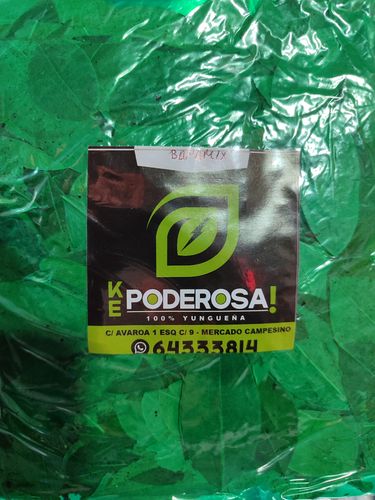 KE PODEROSA!
100% YUNGUEÑA
C/ AVAROA 1 ESQ C/ 9 - MERCADO CAMPESINO
64333814